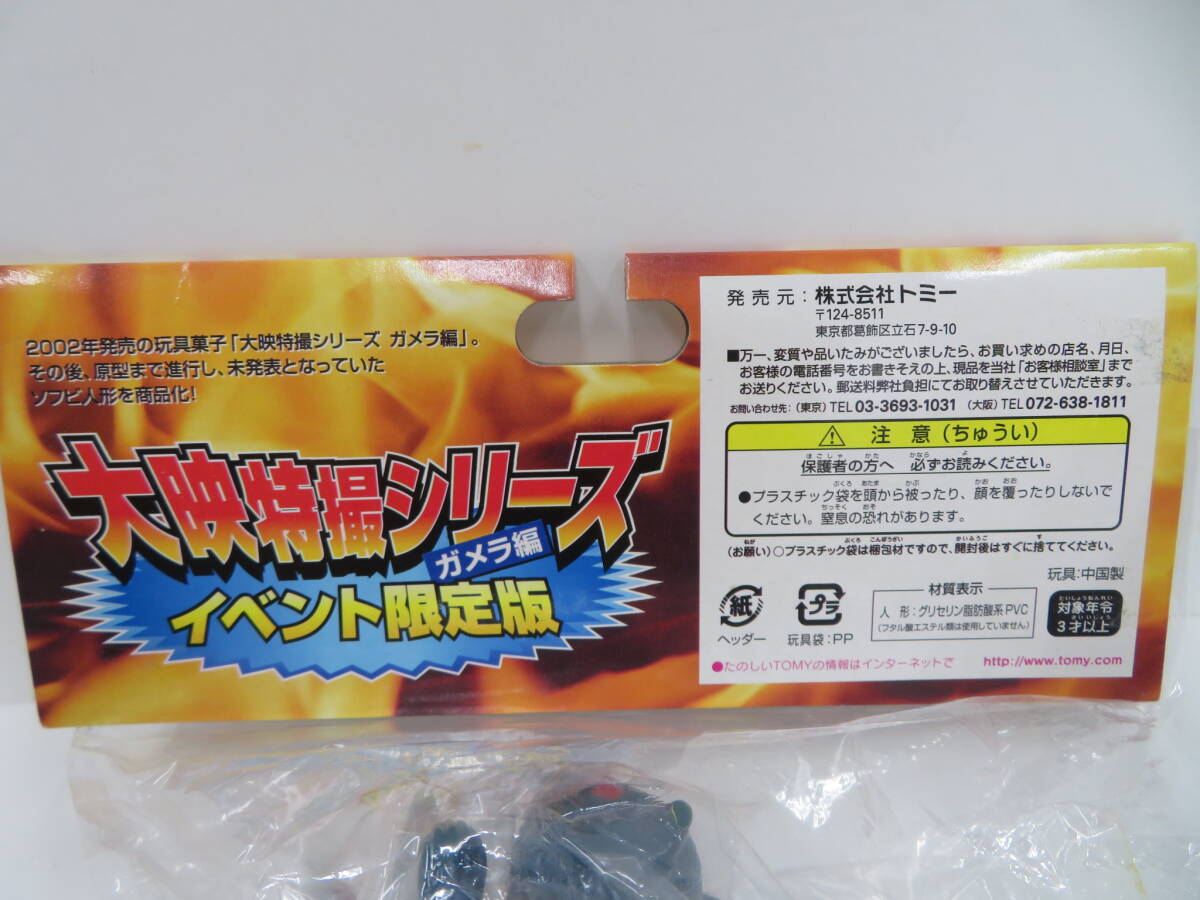 2002年発売の玩具菓子「大映特撮シリーズ ガメラ編」。
その後、原型まで進行し、未発表となっていた
ソフビ人形を商品化!
大映特撮シリーズ
ガメラ編
イベント限定版
発売元:株式会社トミー
〒124-8511
東京都葛飾区立石7-9-10
■万一、変質や品いたみがございましたら、お買い求めの店名、月日、
お客様の電話番号をお書きそえの上、現品を当社「お客様相談室」まで
お送りください。郵送料弊社負担にてお取り替えさせていただきます。
お問い合わせ先:(東京)TEL 03-3693-1031 (大阪)TEL 072-638-1811
注意(ちゅうい)
保護者の方へ 必ずお読みください。
●プラスチック袋を頭から被ったり、顔を覆ったりしないで
ください。窒息の恐れがあります。
(お願い)○プラスチック袋は梱包材ですので、開封後はすぐに捨ててください。
玩具:中国製
紙
ヘッダー
プラ
玩具袋:PP
材質表示
人 形:グリセリン脂肪酸系PVC
(フタル酸エステル類は使用していません)
たいしょうねんれい
対象年令
さいいじょう
3才以上
●たのしいTOMYの情報はインターネットで http://www.tomy.com